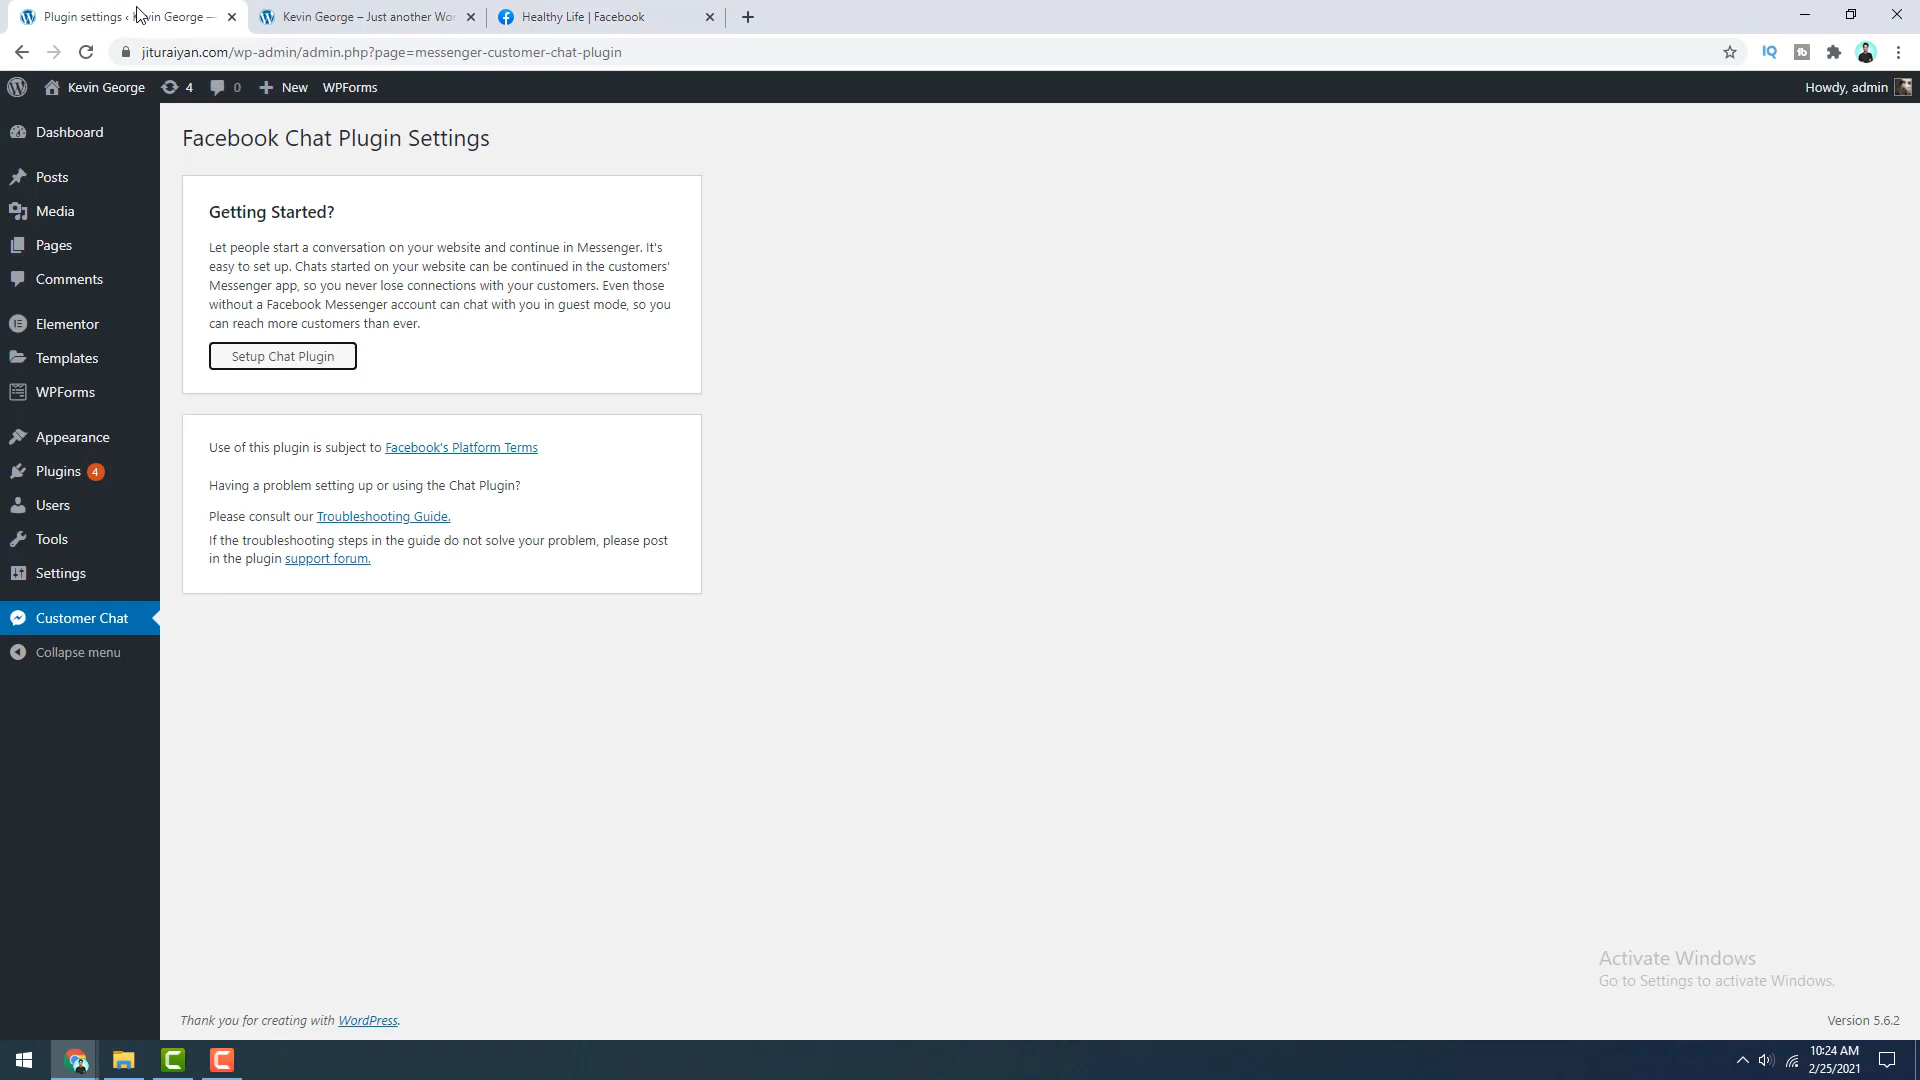 Plugin settings ‹ Kevin George —
Kevin George – Just another Wor
Healthy Life | Facebook
jituraiyan.com/wp-admin/admin.php?page=messenger-customer-chat-plugin
IQ
Kevin George
4
0
New
WPForms
Howdy, admin
Dashboard
Posts
Media
Pages
Comments
Elementor
Templates
WPForms
Appearance
Plugins 4
Users
Tools
Settings
Customer Chat
Collapse menu
Facebook Chat Plugin Settings
Getting Started?
Let people start a conversation on your website and continue in Messenger. It's
easy to set up. Chats started on your website can be continued in the customers'
Messenger app, so you never lose connections with your customers. Even those
without a Facebook Messenger account can chat with you in guest mode, so you
can reach more customers than ever.
Setup Chat Plugin
Use of this plugin is subject to Facebook's Platform Terms
Having a problem setting up or using the Chat Plugin?
Please consult our Troubleshooting Guide.
If the troubleshooting steps in the guide do not solve your problem, please post
in the plugin support forum.
Activate Windows
Go to Settings to activate Windows.
Thank you for creating with WordPress.
Version 5.6.2
10:24 AM
2/25/2021